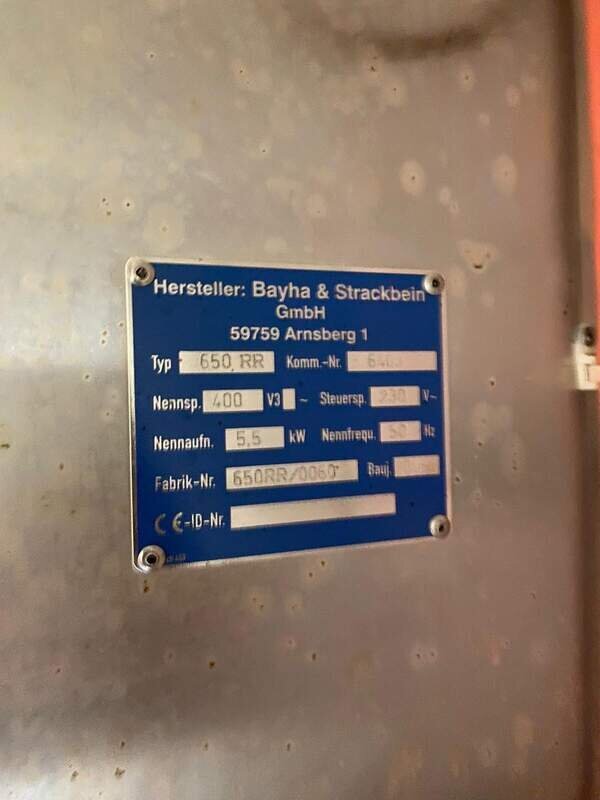 Hersteller: Bayha & Strackbein
GmbH
59759 Arnsberg 1
Typ 650 RR Komm.-Nr.
Nennsp. 400 V3 ~ Steuersp. 230 V~
Nennaufn. 5,5 kW Nennfrequ. 50 Hz
Fabrik-Nr. 650RR/0060 Bauj.
CE-ID-Nr.